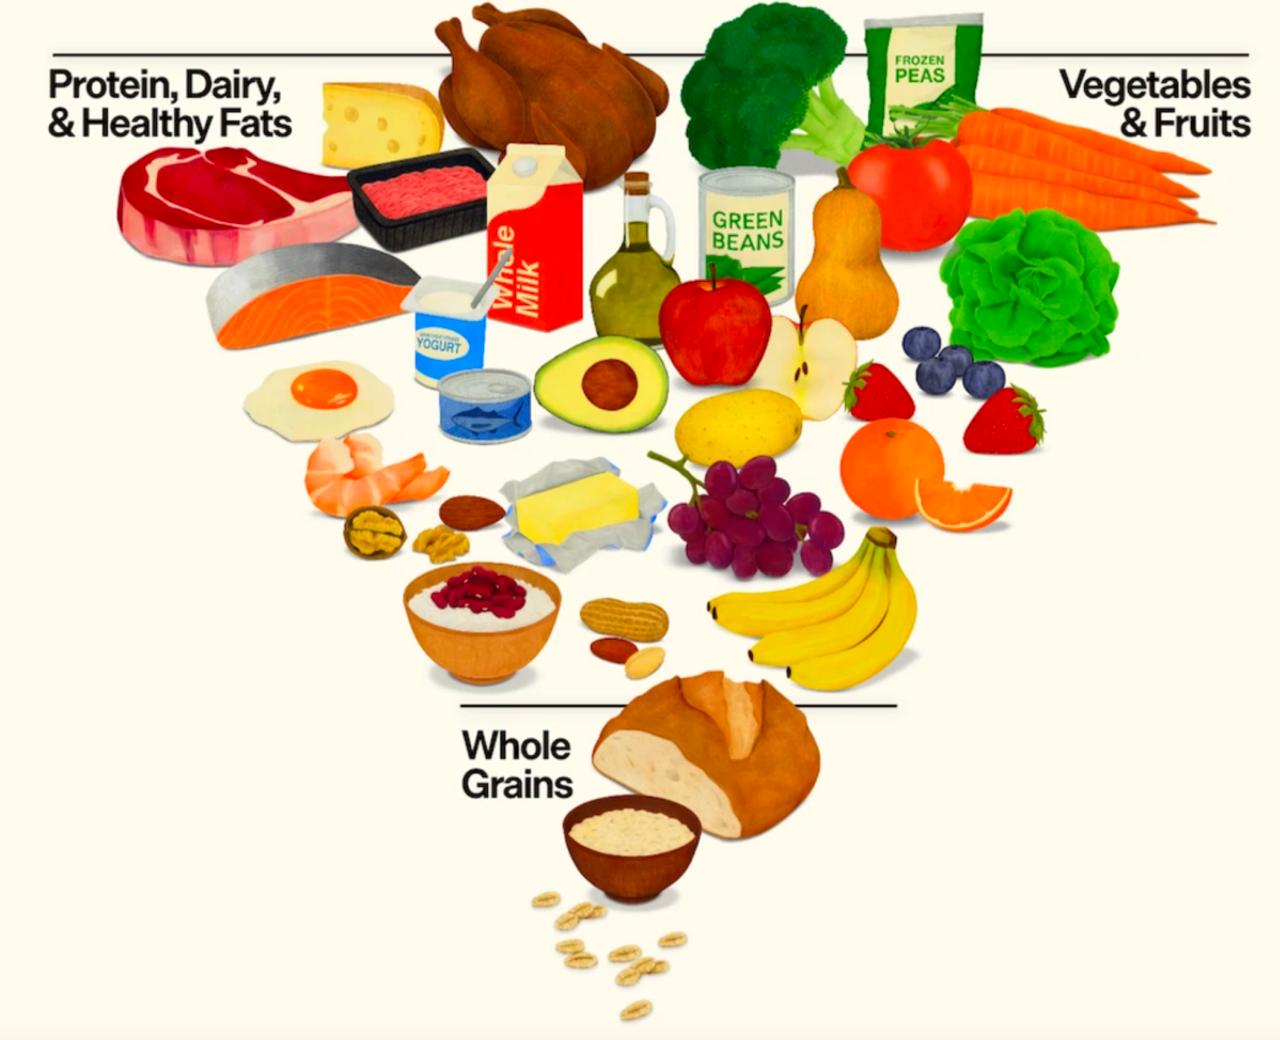 Protein, Dairy,
& Healthy Fats
Vegetables
& Fruits
FROZEN
PEAS
GREEN
BEANS
Whole
Milk
YOGURT
Whole
Grains